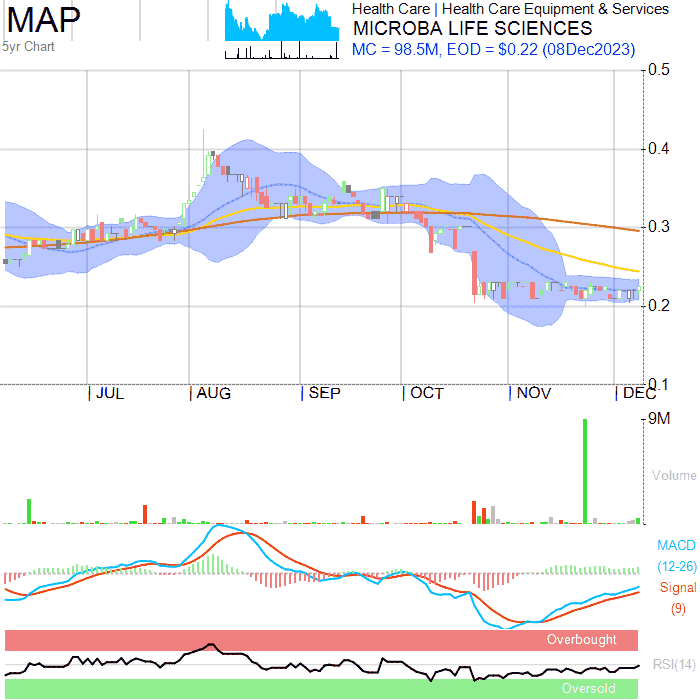 MAP
5yr Chart
Health Care | Health Care Equipment & Services
MICROBA LIFE SCIENCES
MC = 98.5M, EOD = $0.22 (08Dec2023)
0.5
0.4
0.3
0.2
0.1
JUL
AUG
SEP
OCT
NOV
DEC
9M
Volume
MACD
(12-26)
Signal
(9)
Overbought
RSI(14)
Oversold